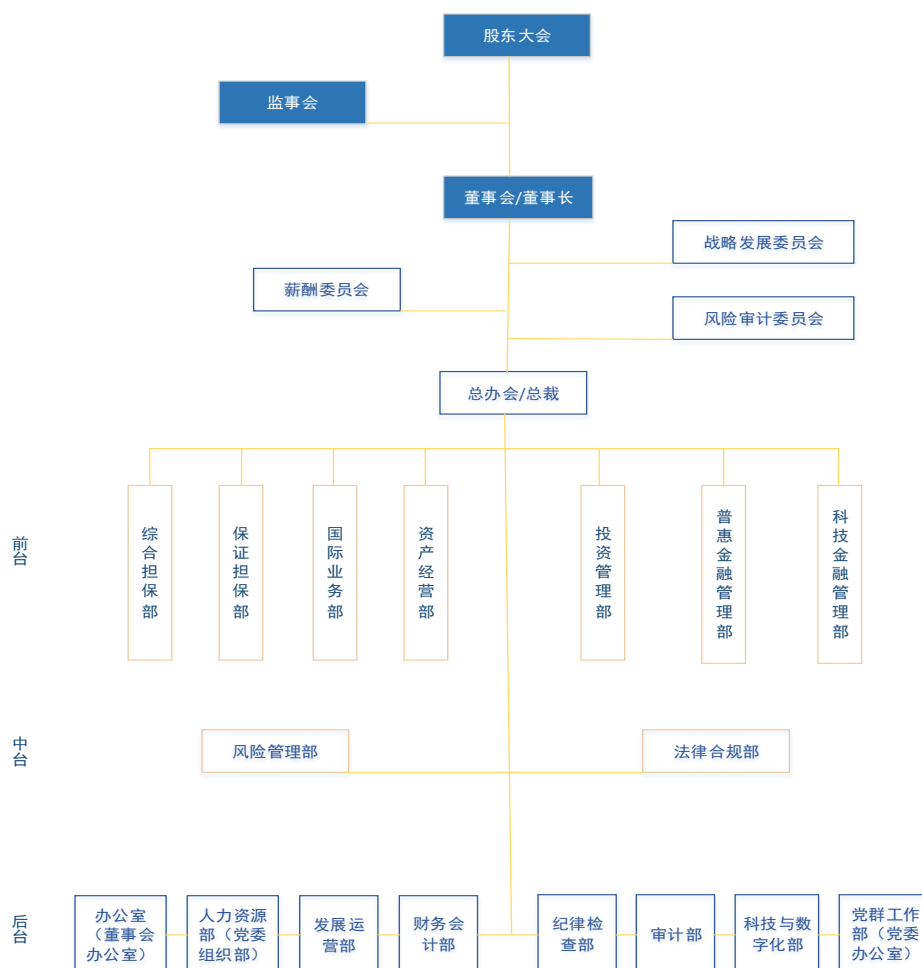 股东大会
监事会
董事会/董事长
战略发展委员会
薪酬委员会
风险审计委员会
总办会/总裁
前台
综合担保部
保证担保部
国际业务部
资产经营部
投资管理部
普惠金融管理部
科技金融管理部
中台
风险管理部
法律合规部
后台
办公室
（董事会
办公室）
人力资源
部（党委
组织部）
发展运
营部
财务会
计部
纪律检
查部
审计部
科技与数
字化部
党群工作
部（党委
办公室）